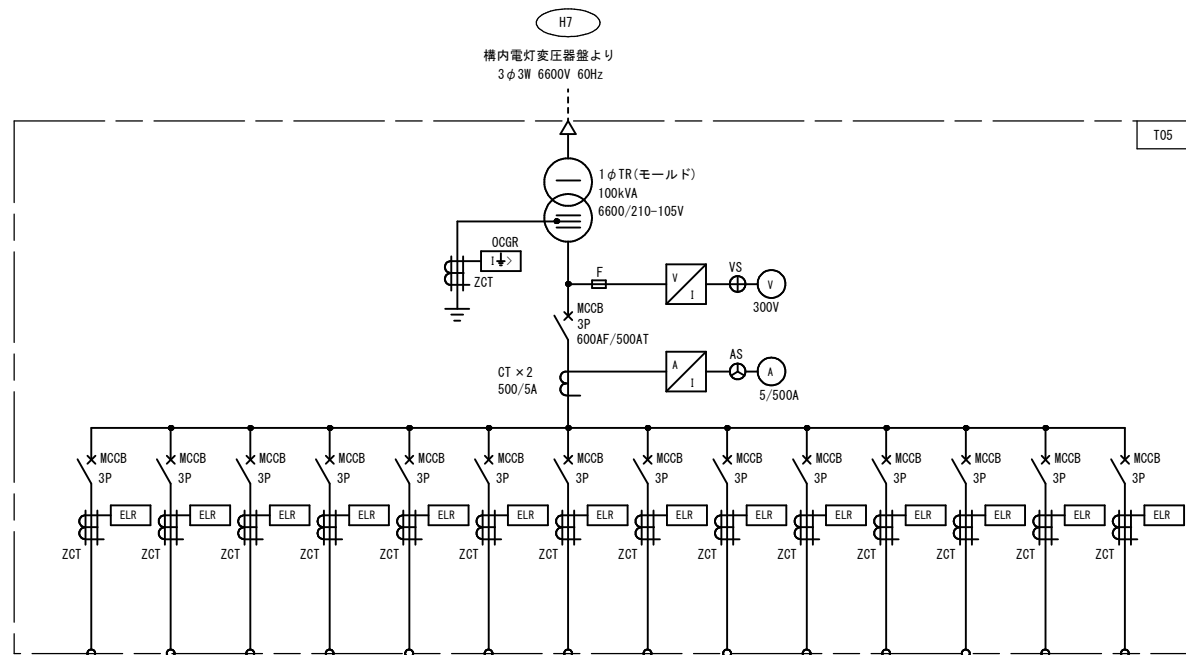 H7
構内電灯変圧器盤より
3φ3W 6600V 60Hz
T05
1φTR(モールド)
100kVA
6600/210-105V
OCGR
I>
ZCT
F
V
I
VS
V
300V
MCCB
3P
600AF/500AT
CT×2
500/5A
A
I
AS
A
5/500A
MCCB MCCB MCCB MCCB MCCB MCCB MCCB MCCB MCCB MCCB MCCB MCCB MCCB MCCB
3P 3P 3P 3P 3P 3P 3P 3P 3P 3P 3P 3P 3P 3P
ELR ELR ELR ELR ELR ELR ELR ELR ELR ELR ELR ELR ELR ELR
ZCT ZCT ZCT ZCT ZCT ZCT ZCT ZCT ZCT ZCT ZCT ZCT ZCT ZCT